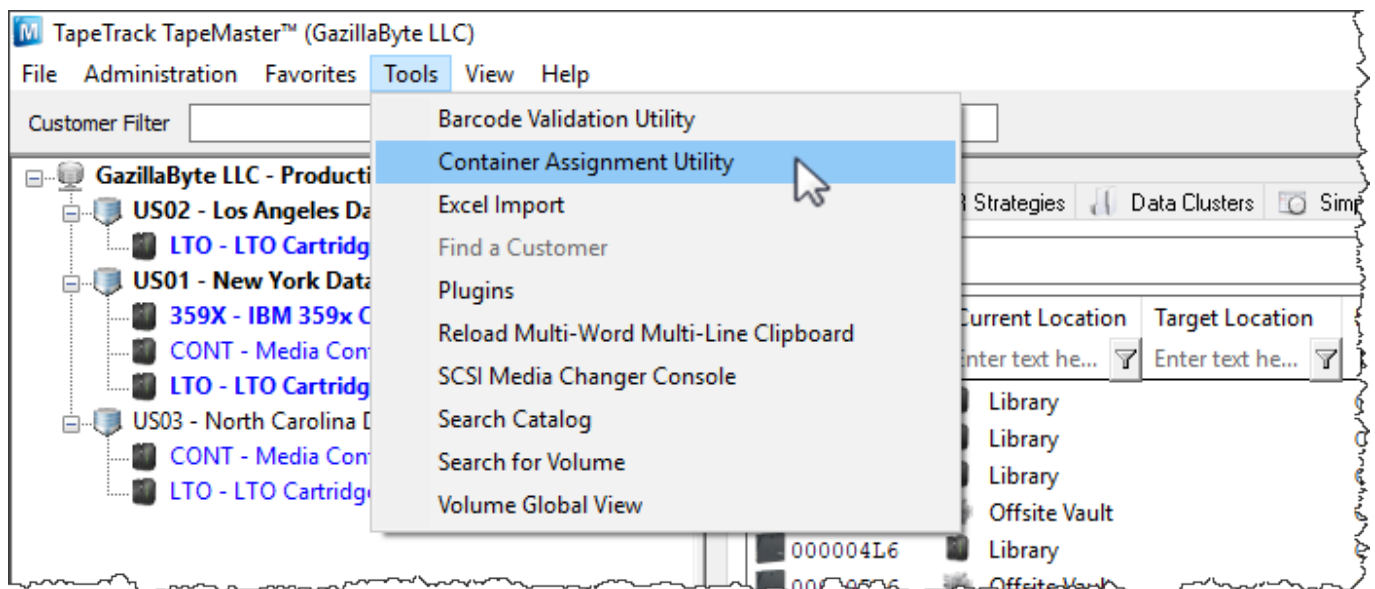 TapeTrack TapeMaster™ (GazillaByte LLC)
File Administration Favorites Tools View Help
Customer Filter
Barcode Validation Utility
Container Assignment Utility
Excel Import
Find a Customer
Plugins
Reload Multi-Word Multi-Line Clipboard
SCSI Media Changer Console
Search Catalog
Search for Volume
Volume Global View
GazillaByte LLC - Producti
US02 - Los Angeles Da
LTO - LTO Cartridg
US01 - New York Data
359X - IBM 359x C
CONT - Media Con
LTO - LTO Cartridg
US03 - North Carolina D
CONT - Media Con
LTO - LTO Cartridg
Strategies Data Clusters Simp
Current Location Target Location
Enter text he... Enter text he...
Library
Library
Library
Offsite Vault
000004L6 Library
Offsite Vault